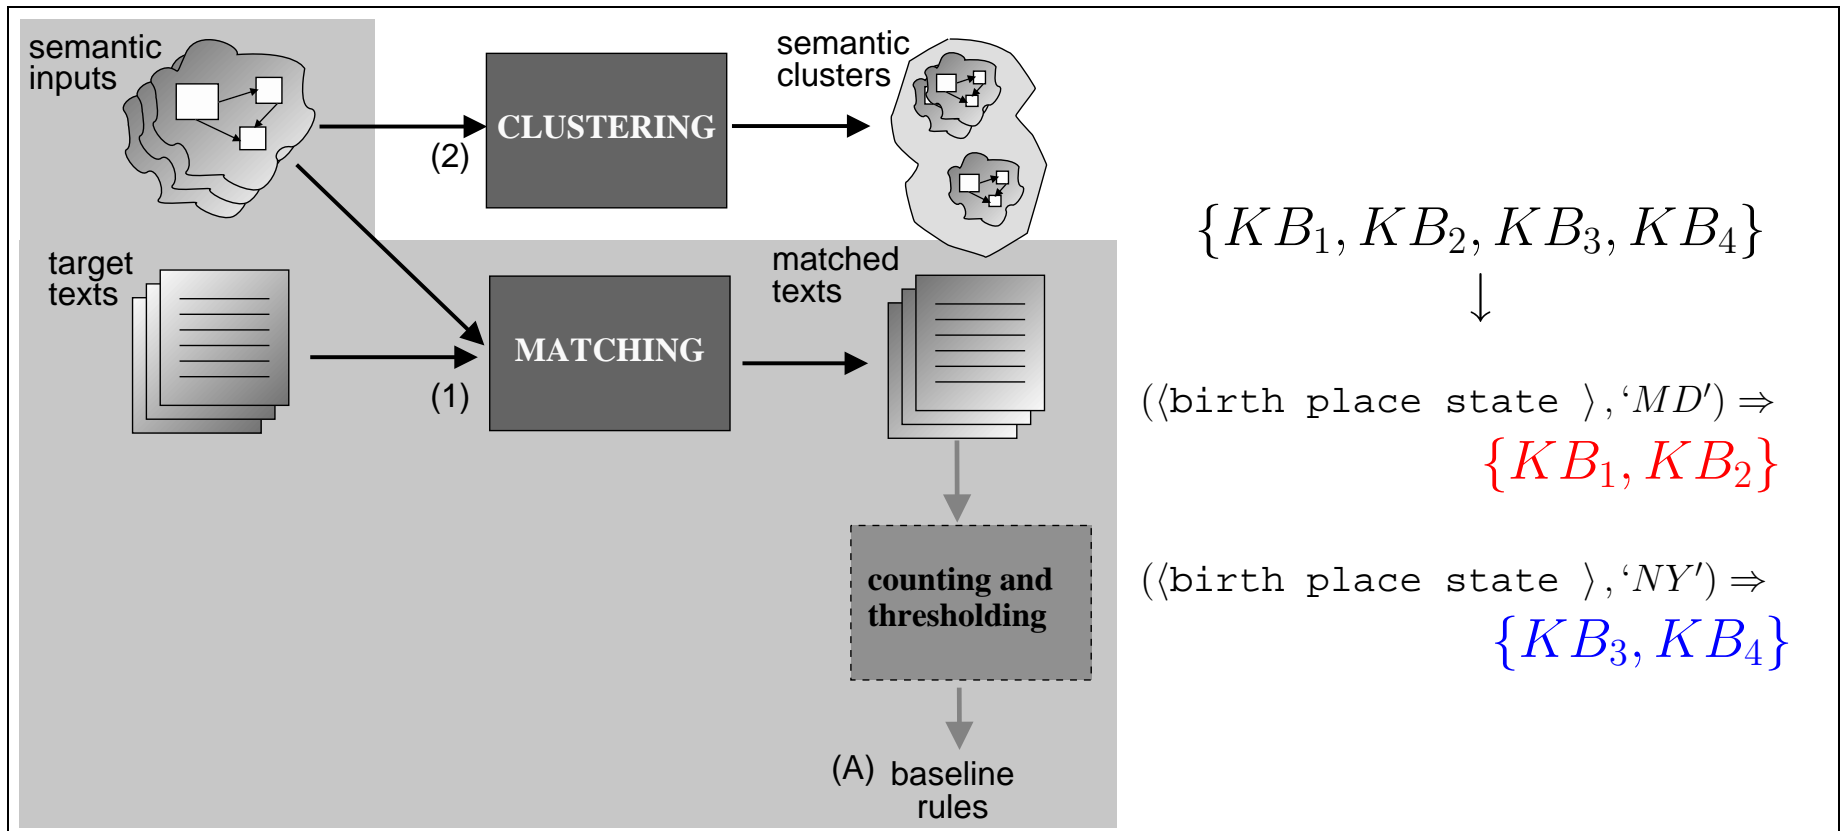 semantic
inputs
(2)
CLUSTERING
semantic
clusters
target
texts
(1)
MATCHING
matched
texts
counting and
thresholding
(A) baseline
rules
{KB₁, KB₂, KB₃, KB₄}
↓
(⟨birth place state ⟩, ‘MD′) ⇒
{KB₁, KB₂}
(⟨birth place state ⟩, ‘NY′) ⇒
{KB₃, KB₄}